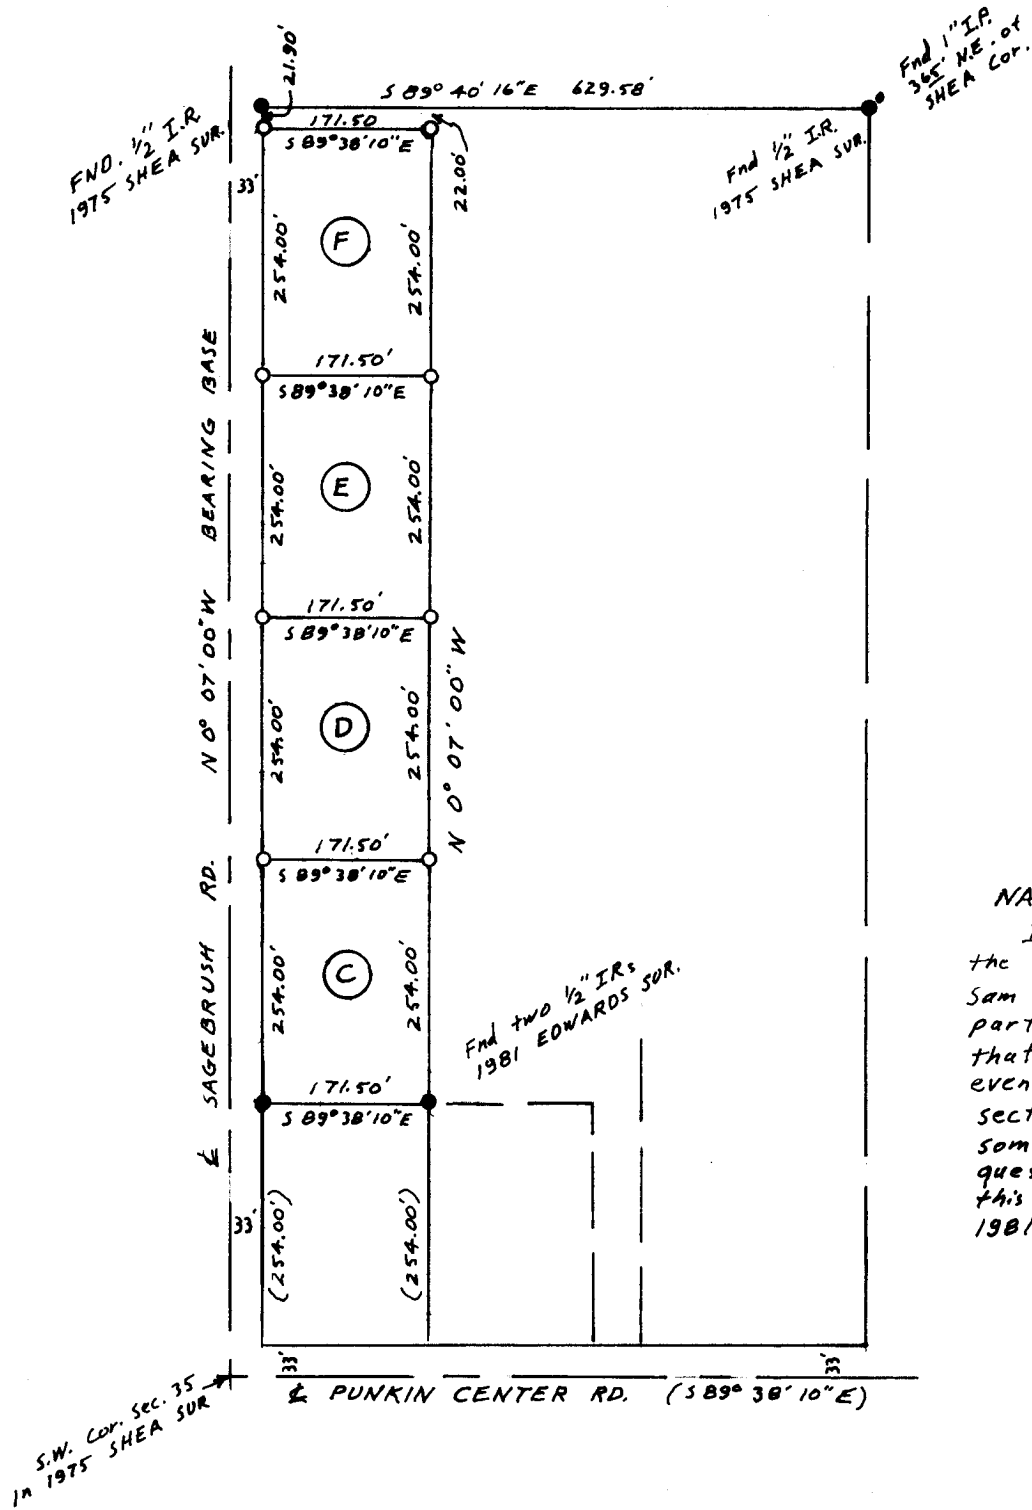 21.90'
S 89° 40' 16"E 629.58'
Fnd 1" I.P.
365' N.E. of
SHEA Cor.
FND. 1/2" I.R.
1975 SHEA SUR.
171.50
S 89°38'10"E
22.00'
Fnd 1/2" I.R.
1975 SHEA SUR.
33'
F
254.00'
254.00'
171.50'
S 89°38'10"E
E
254.00'
254.00'
171.50'
S 89°38'10"E
D
254.00'
254.00'
171.50'
S 89°38'10"E
C
254.00'
254.00'
171.50'
S 89°38'10"E
N 0° 07' 00" W
℄ SAGEBRUSH RD. N 0° 07' 00" W BEARING BASE
Fnd two 1/2" IRs
1981 EDWARDS SUR.
33'
(254.00')
(254.00')
33'
33'
℄ PUNKIN CENTER RD. (S 89° 38' 10" E)
S.W. Cor. Sec. 35
In 1975 SHEA SUR
NA
I
the
Sam
part
that
even
sect
som
ques
this
1981